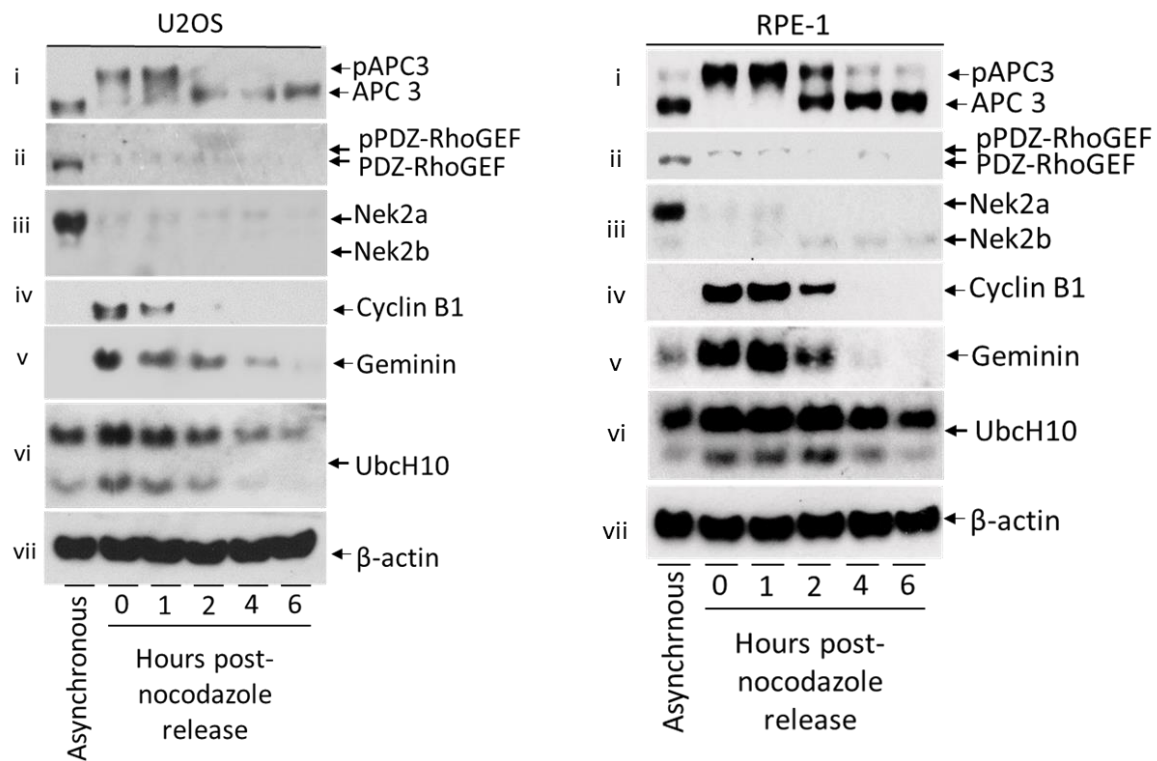 U2OS
i
pAPC3
APC 3
ii
pPDZ-RhoGEF
PDZ-RhoGEF
iii
Nek2a
Nek2b
iv
Cyclin B1
v
Geminin
vi
UbcH10
vii
β-actin
Asynchronous
0 1 2 4 6
Hours post-
nocodazole
release
RPE-1
i
pAPC3
APC 3
ii
pPDZ-RhoGEF
PDZ-RhoGEF
iii
Nek2a
Nek2b
iv
Cyclin B1
v
Geminin
vi
UbcH10
vii
β-actin
Asynchrnous
0 1 2 4 6
Hours post-
nocodazole
release